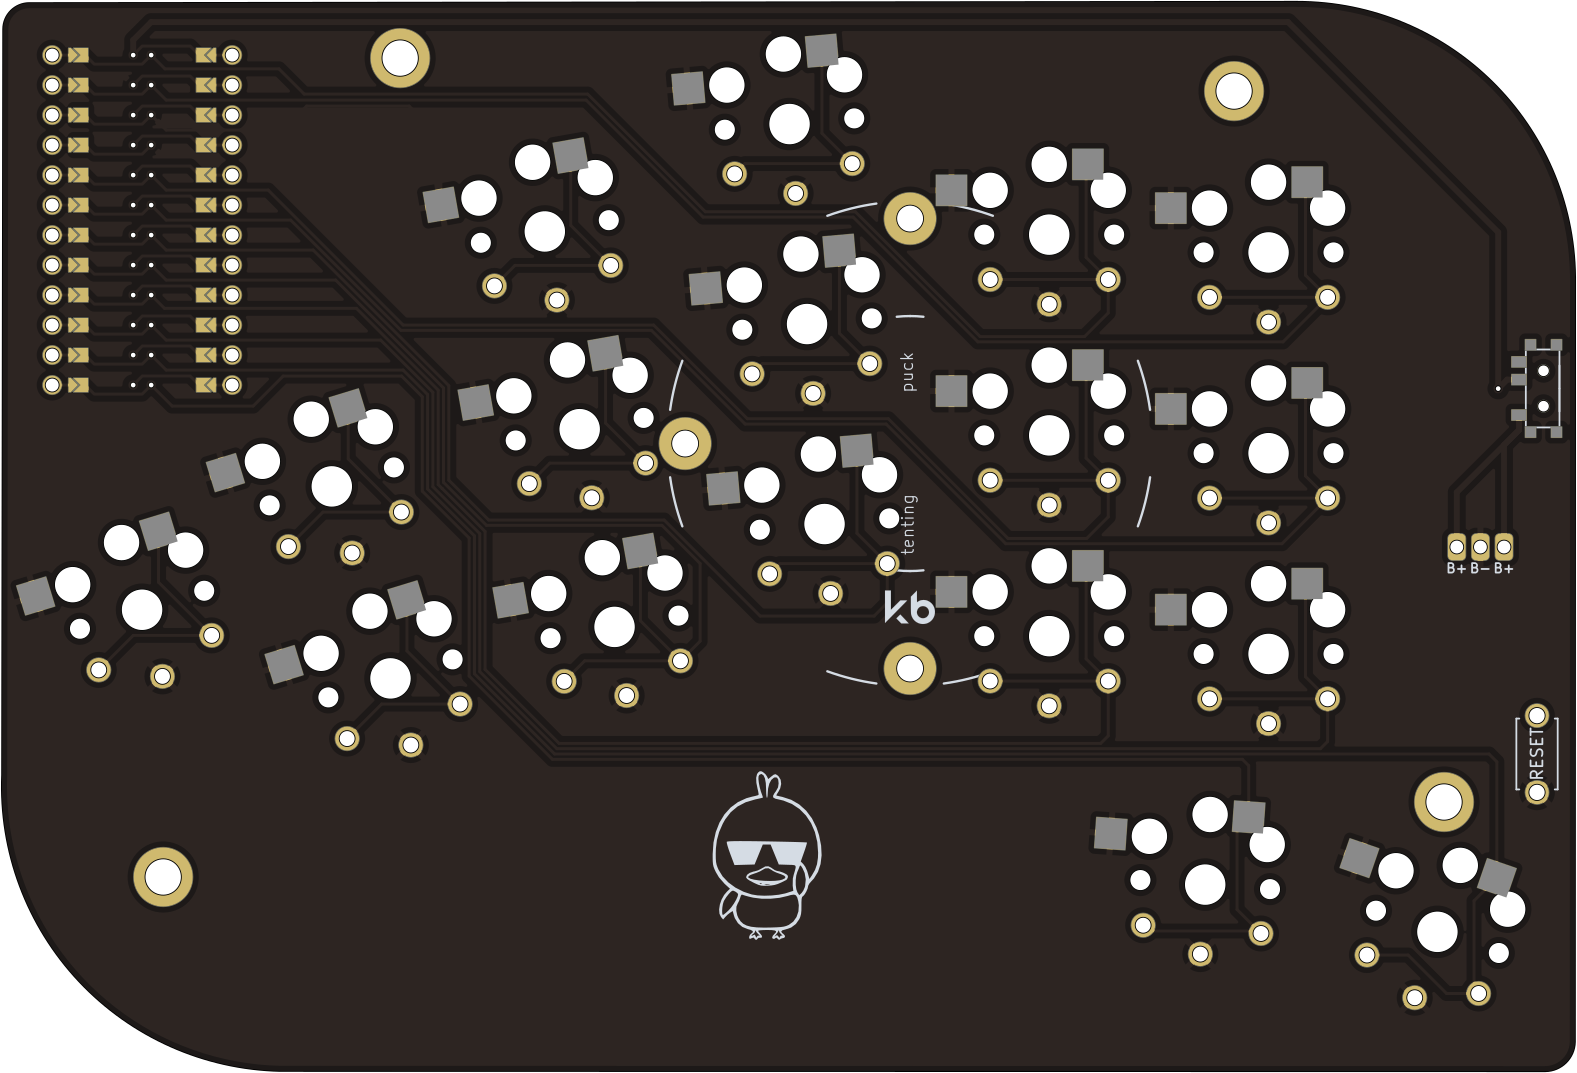 puck
tenting
kb
B+ B- B+
RESET